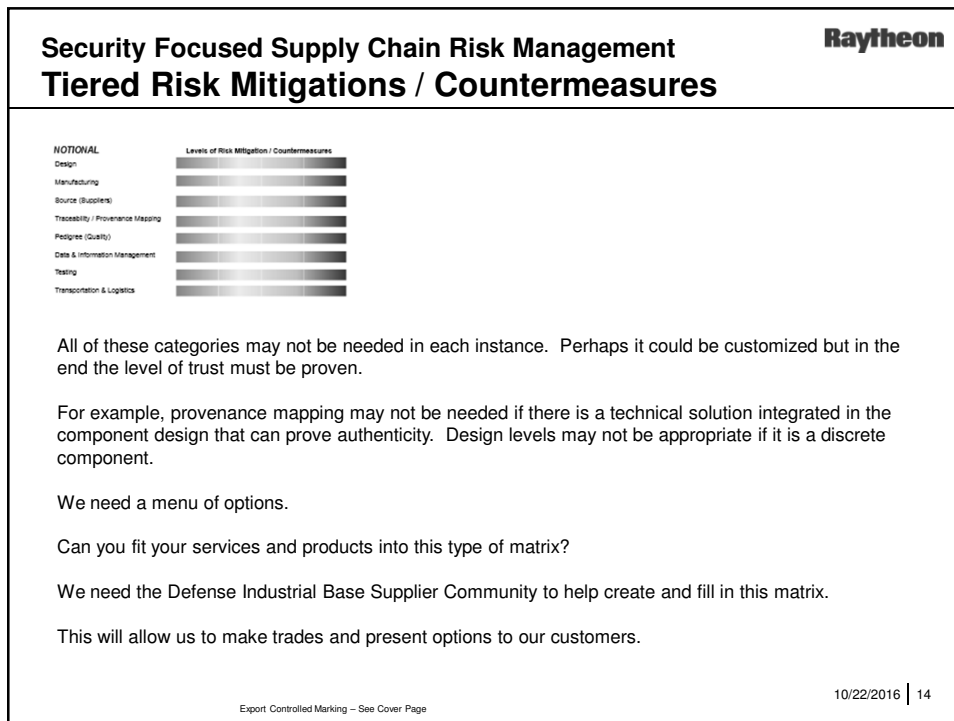 Security Focused Supply Chain Risk Management
Raytheon
Tiered Risk Mitigations / Countermeasures
NOTIONAL
Levels of Risk Mitigation / Countermeasures
Design
Manufacturing
Source (Suppliers)
Traceability / Provenance Mapping
Pedigree (Quality)
Data & Information Management
Testing
Transportation & Logistics
All of these categories may not be needed in each instance.  Perhaps it could be customized but in the
end the level of trust must be proven.
For example, provenance mapping may not be needed if there is a technical solution integrated in the
component design that can prove authenticity.  Design levels may not be appropriate if it is a discrete
component.
We need a menu of options.
Can you fit your services and products into this type of matrix?
We need the Defense Industrial Base Supplier Community to help create and fill in this matrix.
This will allow us to make trades and present options to our customers.
10/22/2016 14
Export Controlled Marking – See Cover Page